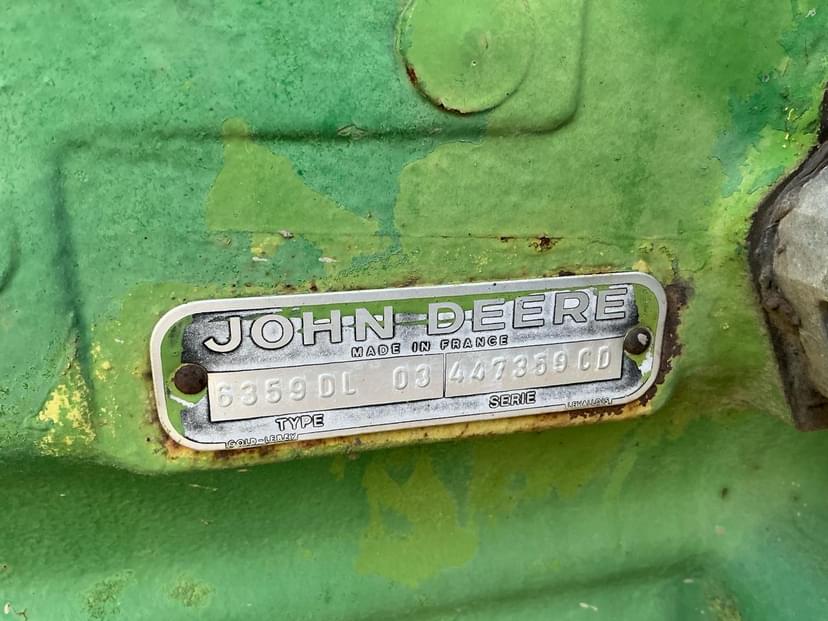 JOHN DEERE
MADE IN FRANCE
6359DL 03 447359CD
TYPE SERIE